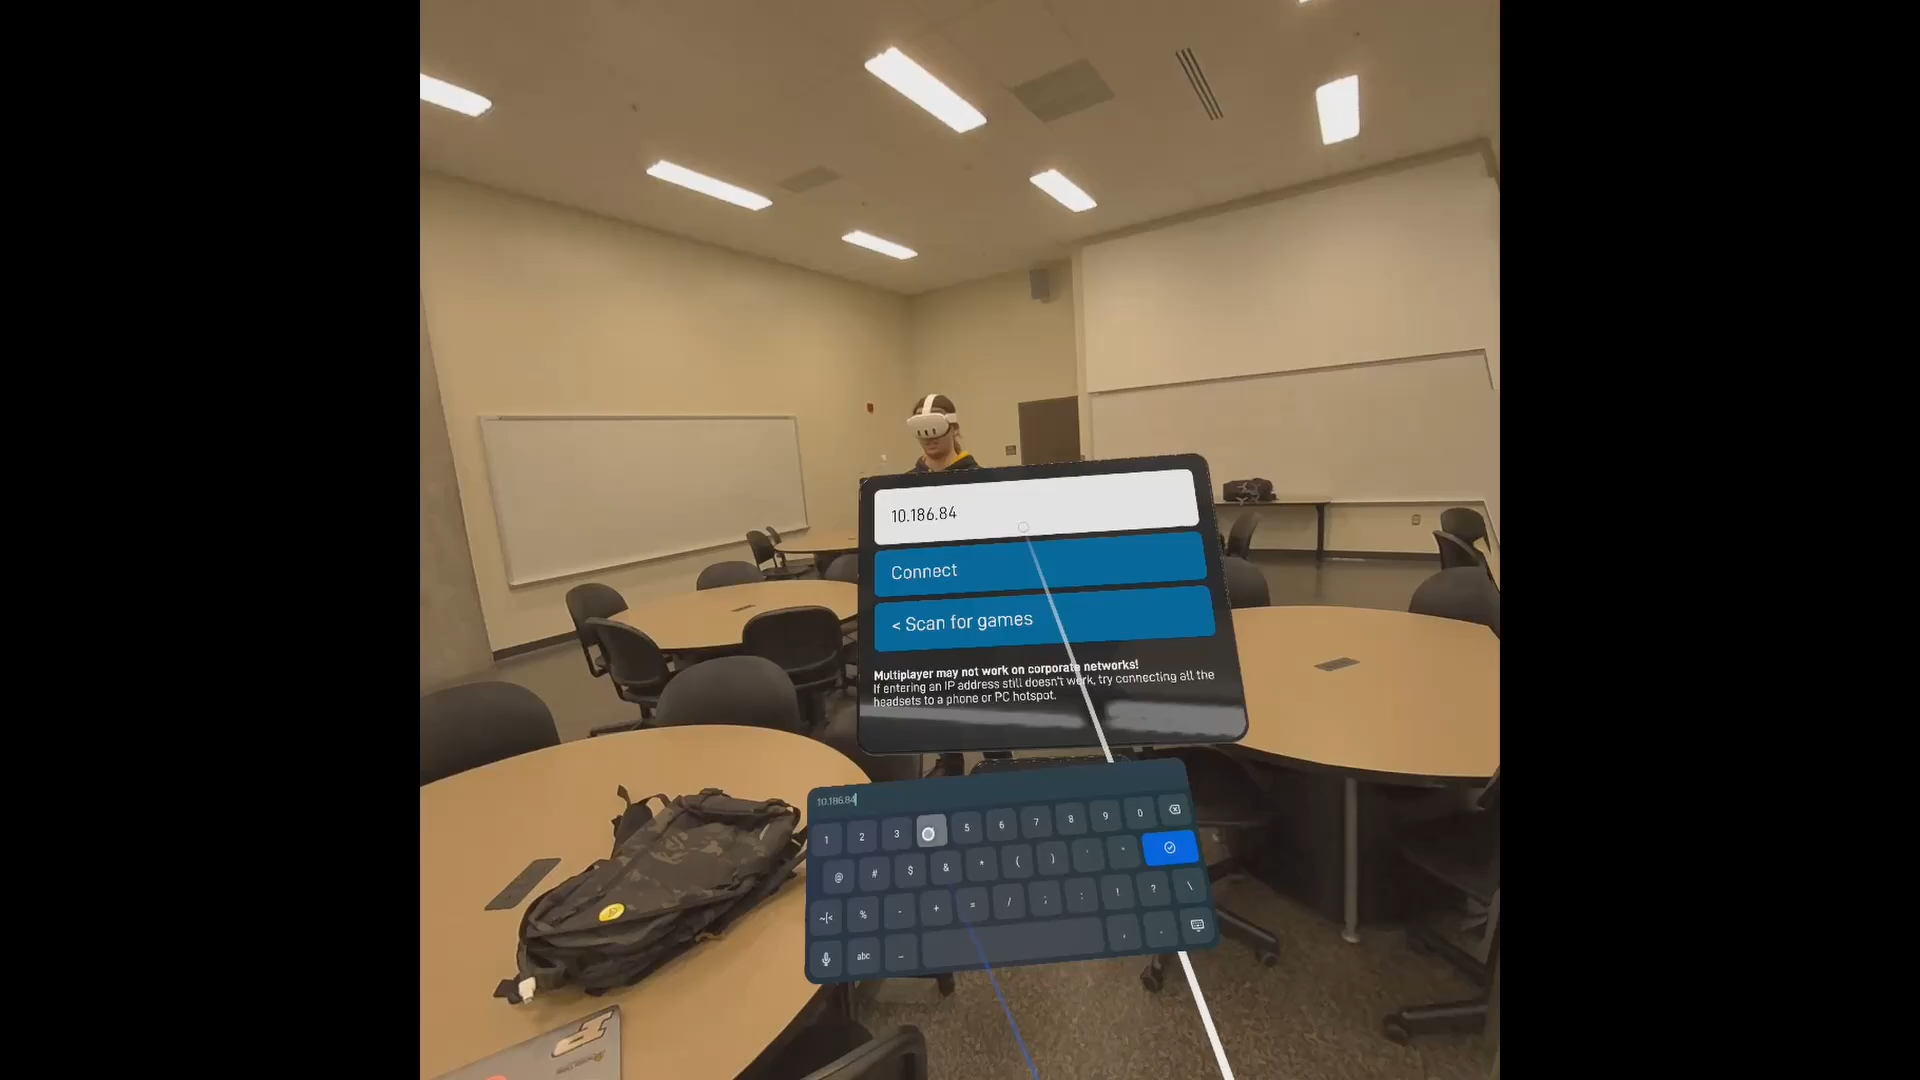 10.186.84
Connect
< Scan for games
Multiplayer may not work on corporate networks!
If entering an IP address still doesn't work, try connecting all the
headsets to a phone or PC hotspot.
10.186.84
1 2 3 5 6 7 8 9 0
@ # $ & * ( ) ' "
~[< % - + = / ; : ! ? \
abc _ , .